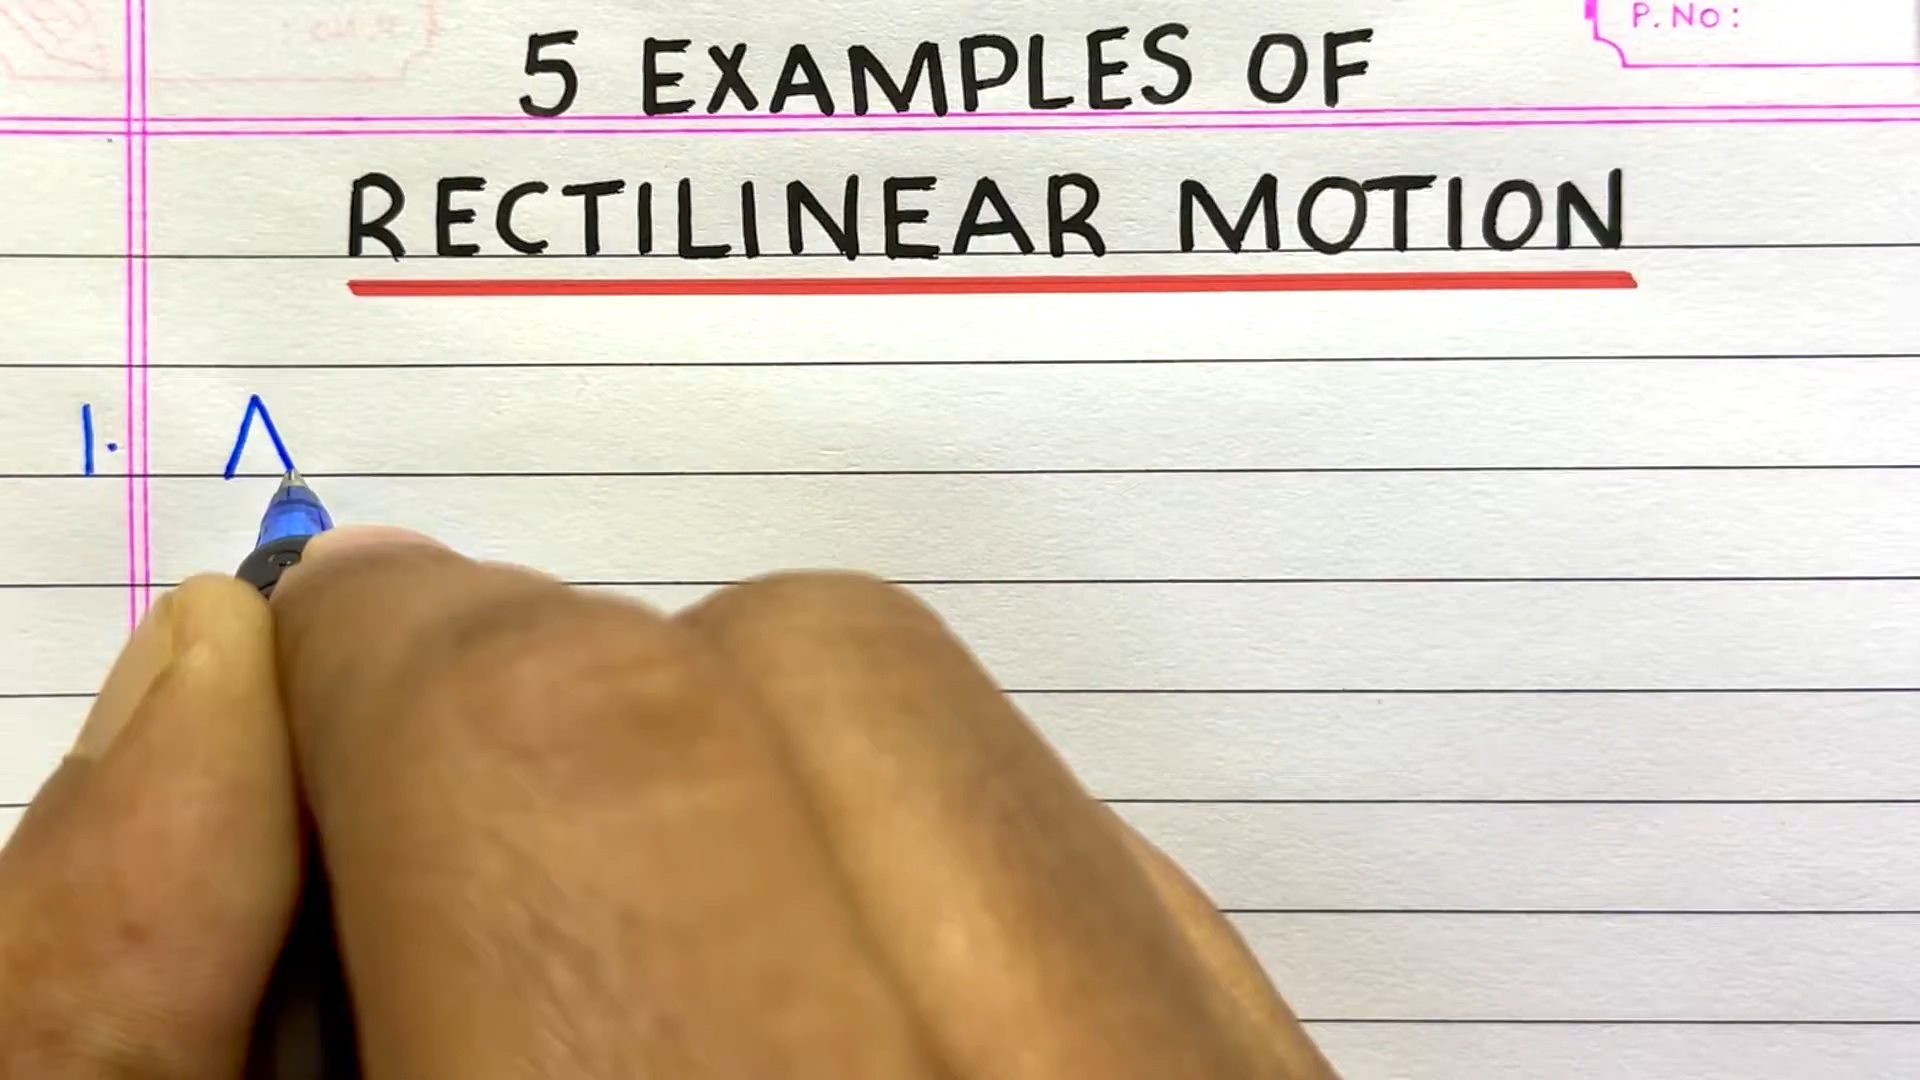 P.No:
5 EXAMPLES OF
RECTILINEAR MOTION
1.